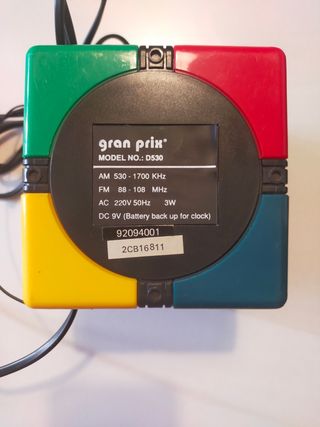 gran prix®
MODEL NO.: D530
AM 530 - 1700 KHz
FM 88 - 108 MHz
AC 220V 50Hz 3W
DC 9V (Battery back up for clock)
92094001
2CB16811